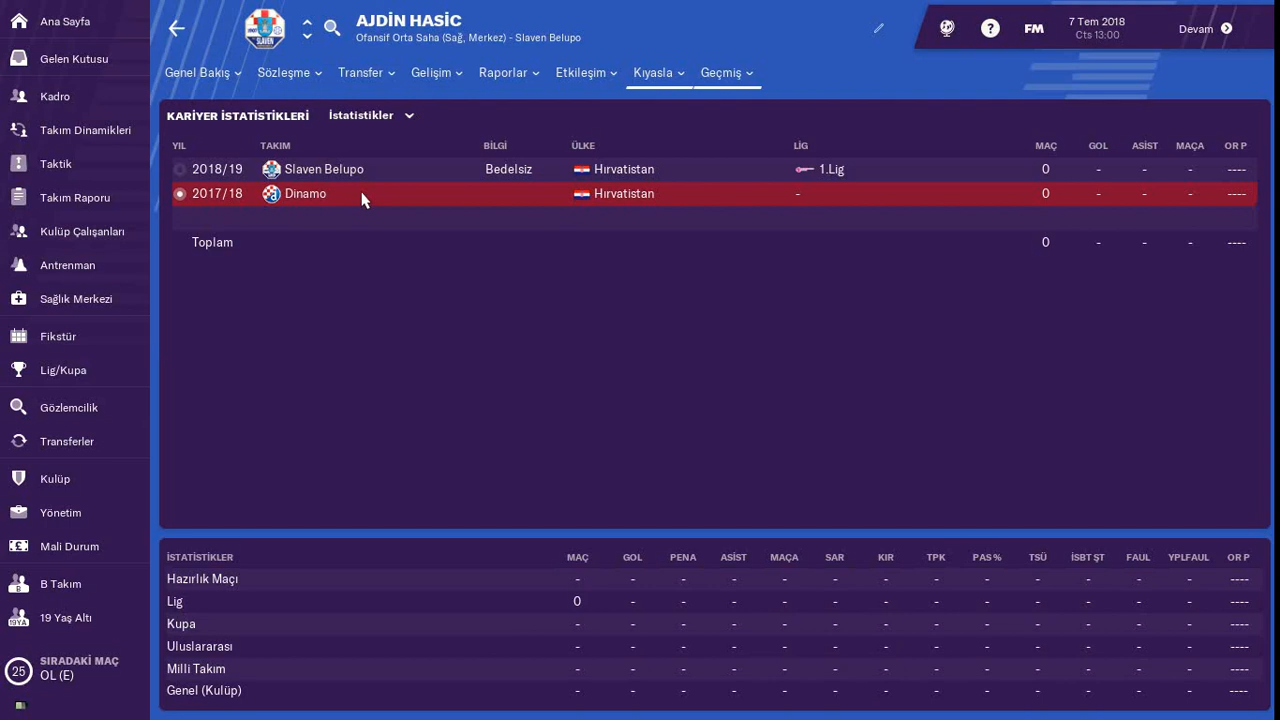 Ana Sayfa
Gelen Kutusu
Kadro
Takım Dinamikleri
Taktik
Takım Raporu
Kulüp Çalışanları
Antrenman
Sağlık Merkezi
Fikstür
Lig/Kupa
Gözlemcilik
Transferler
Kulüp
Yönetim
Mali Durum
B Takım
19 Yaş Altı
25 SIRADAKİ MAÇ
OL (E)
SLAVEN
AJDİN HASİC
Ofansif Orta Saha (Sağ, Merkez) - Slaven Belupo
? FM 7 Tem 2018 Devam
Cts 13:00
Genel Bakış Sözleşme Transfer Gelişim Raporlar Etkileşim Kıyasla Geçmiş
KARİYER İSTATİSTİKLERİ İstatistikler
YIL TAKIM BİLGİ ÜLKE LİG MAÇ GOL ASİST MAÇA OR P
2018/19 Slaven Belupo Bedelsiz Hırvatistan 1.Lig 0 - - - ----
2017/18 Dinamo Hırvatistan - 0 - - - ----
Toplam 0 - - - ----
İSTATİSTİKLER MAÇ GOL PENA ASİST MAÇA SAR KIR TPK PAS % TSÜ İSBT ŞT FAUL YPLFAUL OR P
Hazırlık Maçı - - - - - - - - - - - - - ----
Lig 0 - - - - - - - - - - - - ----
Kupa - - - - - - - - - - - - - ----
Uluslararası - - - - - - - - - - - - - ----
Milli Takım - - - - - - - - - - - - - ----
Genel (Kulüp) - - - - - - - - - - - - - ----